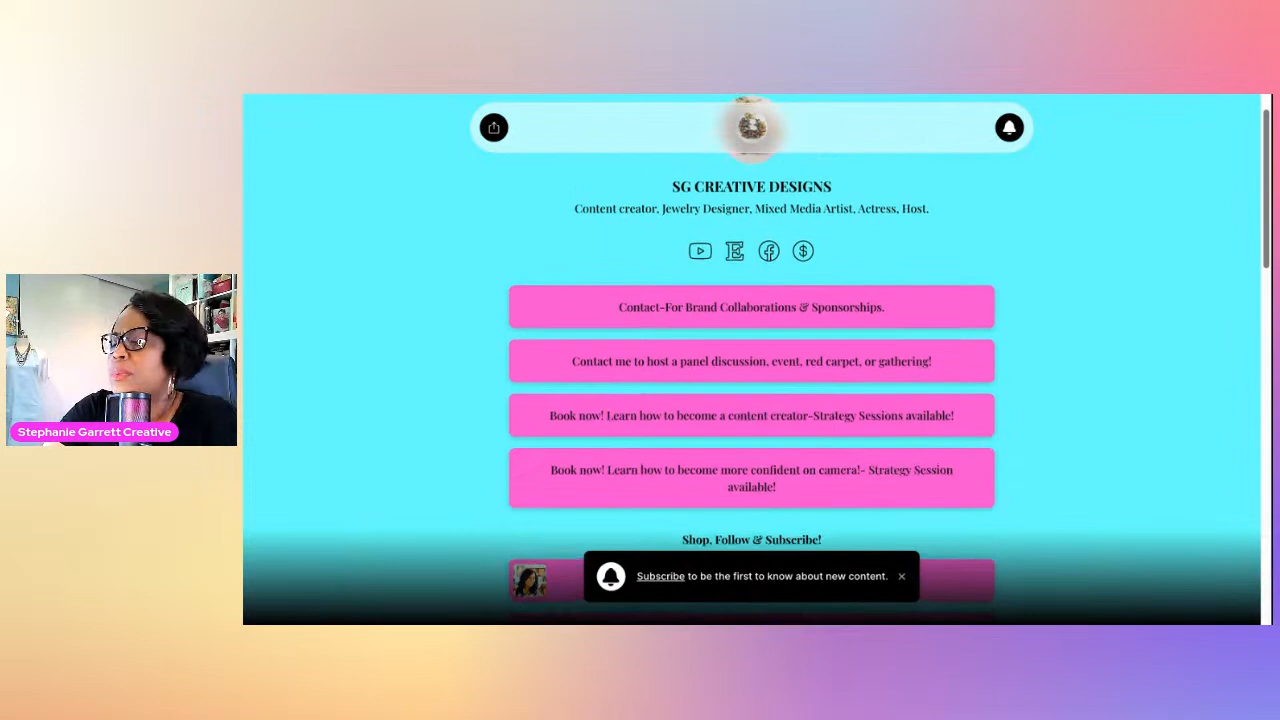 SG CREATIVE DESIGNS
Content creator, Jewelry Designer, Mixed Media Artist, Actress, Host.
Contact-For Brand Collaborations & Sponsorships.
Contact me to host a panel discussion, event, red carpet, or gathering!
Book now! Learn how to become a content creator-Strategy Sessions available!
Book now! Learn how to become more confident on camera!- Strategy Session
available!
Shop, Follow & Subscribe!
Subscribe to be the first to know about new content.
Stephanie Garrett Creative